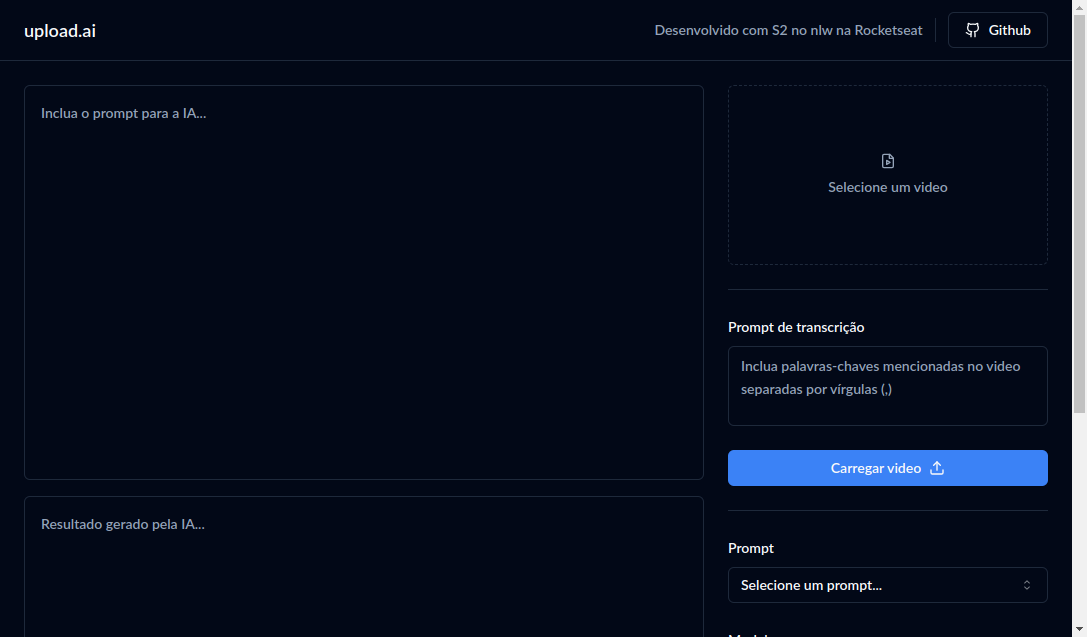 upload.ai
Desenvolvido com S2 no nlw na Rocketseat
Github
Inclua o prompt para a IA...
Selecione um video
Prompt de transcrição
Inclua palavras-chaves mencionadas no video
separadas por vírgulas (,)
Carregar video
Resultado gerado pela IA...
Prompt
Selecione um prompt...